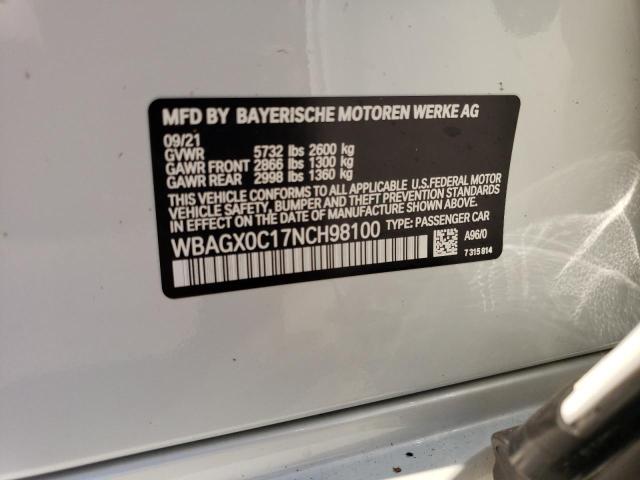 MFD BY BAYERISCHE MOTOREN WERKE AG
09/21
GVWR 5732 lbs 2600 kg
GAWR FRONT 2866 lbs 1300 kg
GAWR REAR 2998 lbs 1360 kg
THIS VEHICLE CONFORMS TO ALL APPLICABLE U.S.FEDERAL MOTOR
VEHICLE SAFETY, BUMPER AND THEFT PREVENTION STANDARDS
IN EFFECT ON THE DATE OF MANUFACTURE SHOWN ABOVE.
WBAGX0C17NCH98100 TYPE: PASSENGER CAR
A96/0
7 315 814